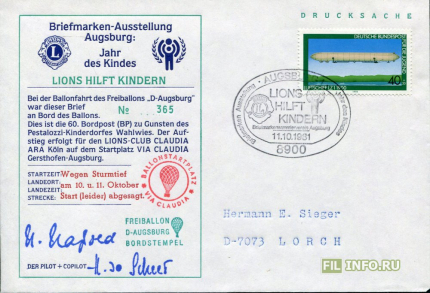 Briefmarken-Ausstellung
Augsburg:
Jahr
des Kindes
LIONS HILFT KINDERN
Bei der Ballonfahrt des Freiballons „D-Augsburg"
war dieser Brief № 365
an Bord des Ballons.
Dies ist die 60. Bordpost (BP) zu Gunsten des
Pestalozzi-Kinderdorfes Wahlwies. Der Auf-
stieg erfolgt für den LIONS-CLUB CLAUDIA
ARA Köln auf dem Startplatz VIA CLAUDIA
Gersthofen-Augsburg.
STARTZEIT: Wegen Sturmtief
LANDEORT: am 10. u. 11. Oktober
LANDEZEIT:
STRECKE: Start (leider) abgesagt.
BALLONSTARTPLATZ
VIA CLAUDIA
FREIBALLON
D-AUGSBURG
BORDSTEMPEL
DER PILOT + COPILOT
DRUCKSACHE
DEUTSCHE BUNDESPOST
40
AUGSBURG
LIONS
HILFT
KINDERN
11.10.1981
8900
Hermann E. Sieger
D-7073 LORCH
FIL INFO.RU